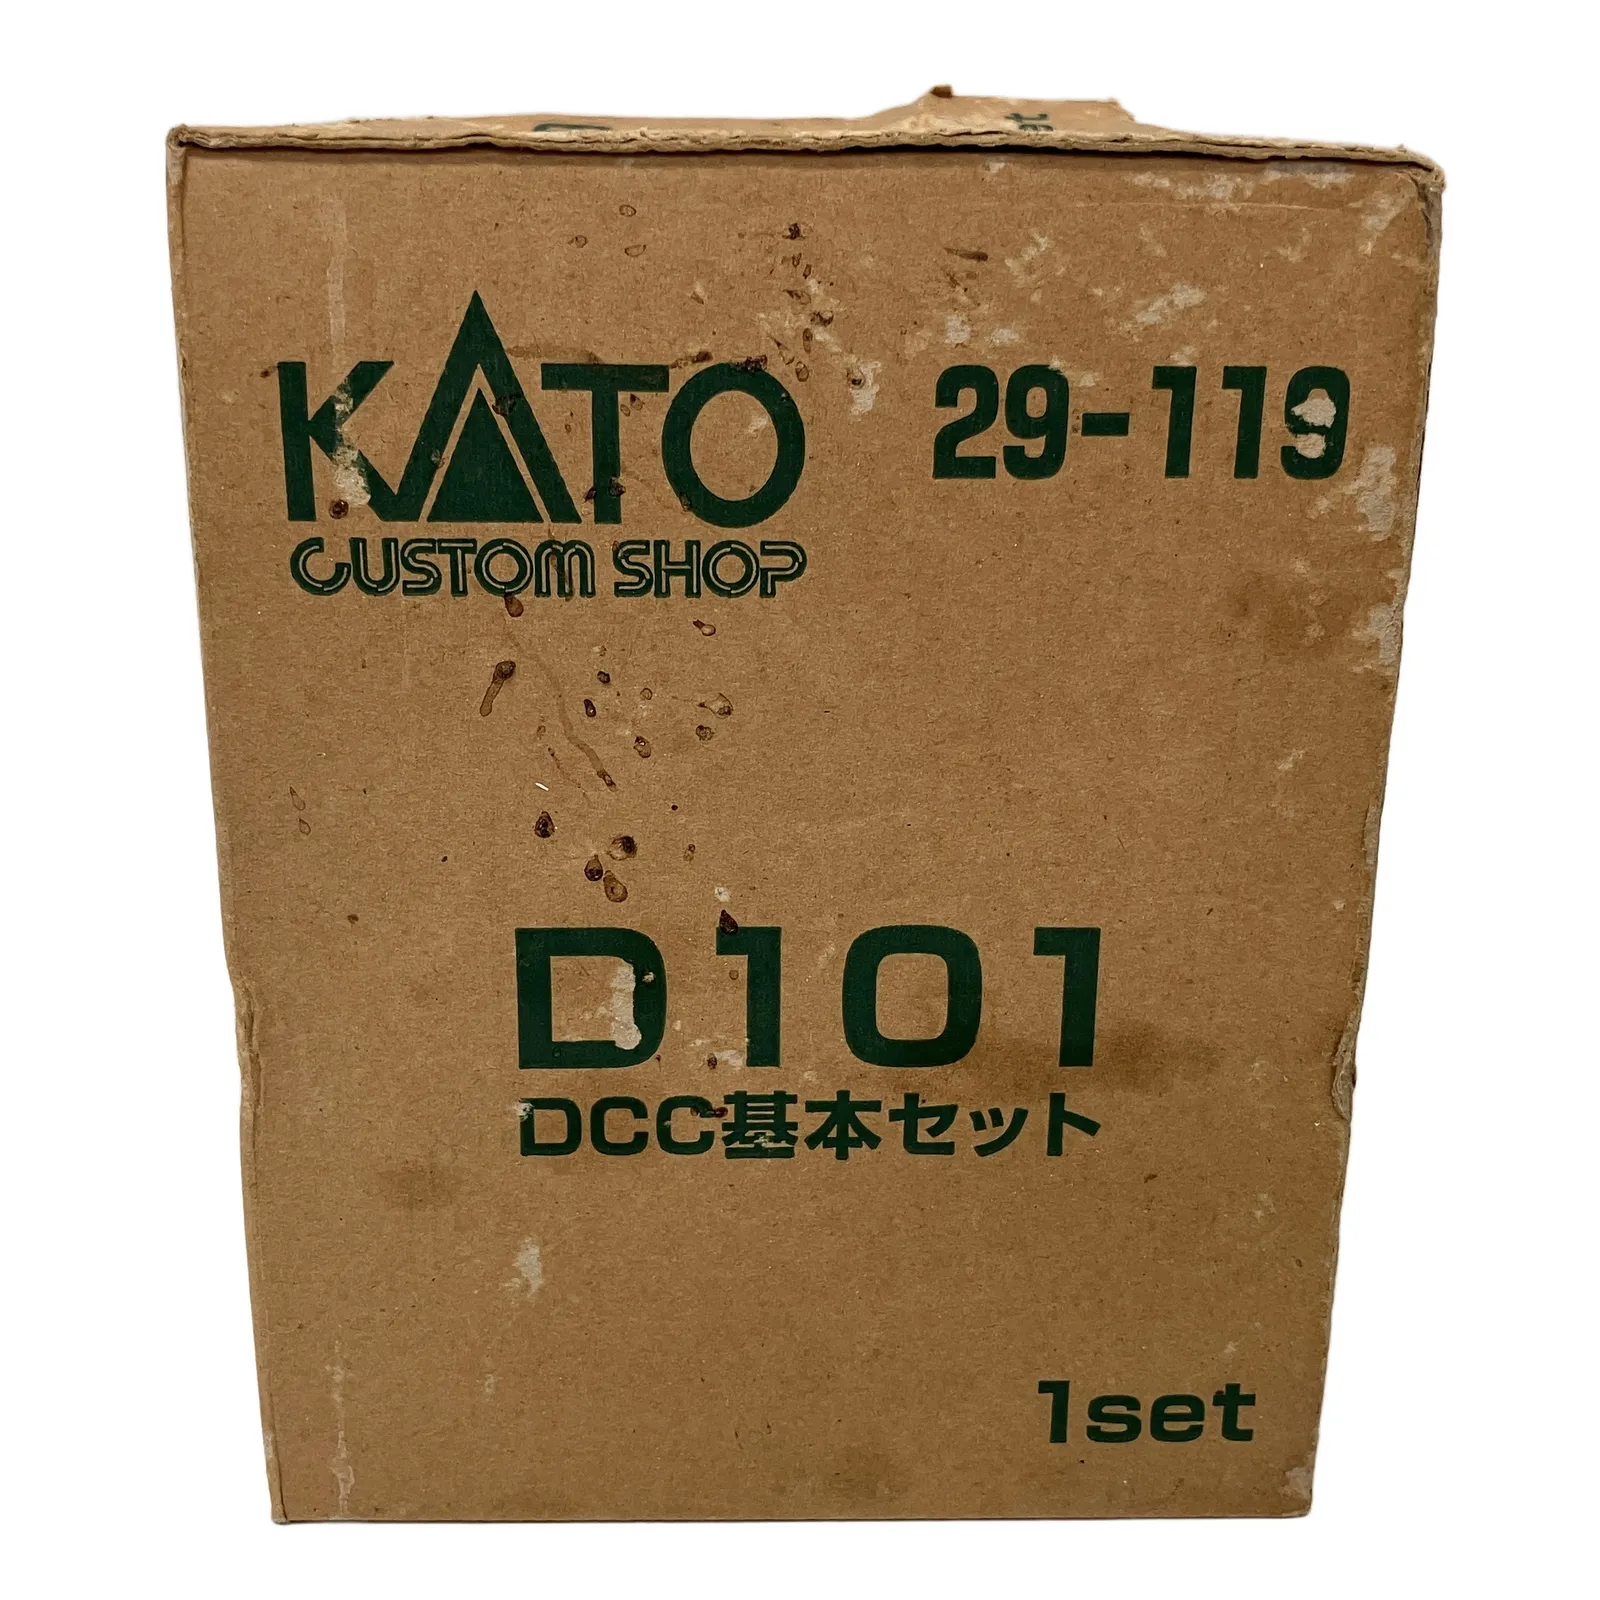 KATO
CUSTOM SHOP
29-119
D101
DCC基本セット
1set